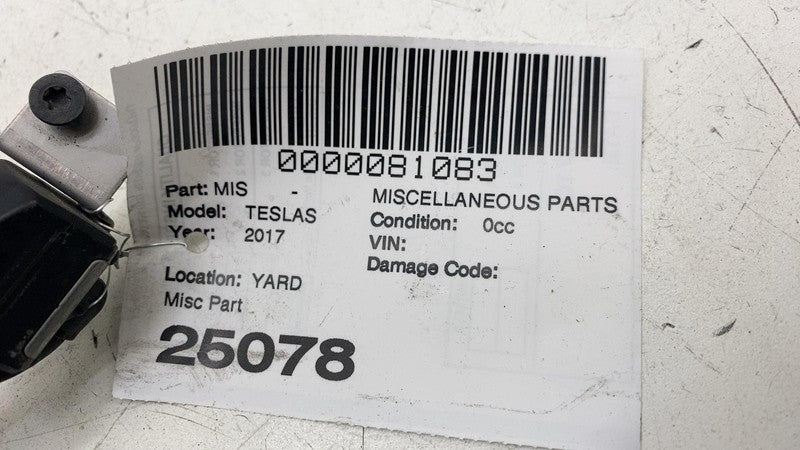 0000081083
Part: MIS - MISCELLANEOUS PARTS
Model: TESLAS Condition: 0cc
Year: 2017 VIN:
Damage Code:
Location: YARD
Misc Part
25078